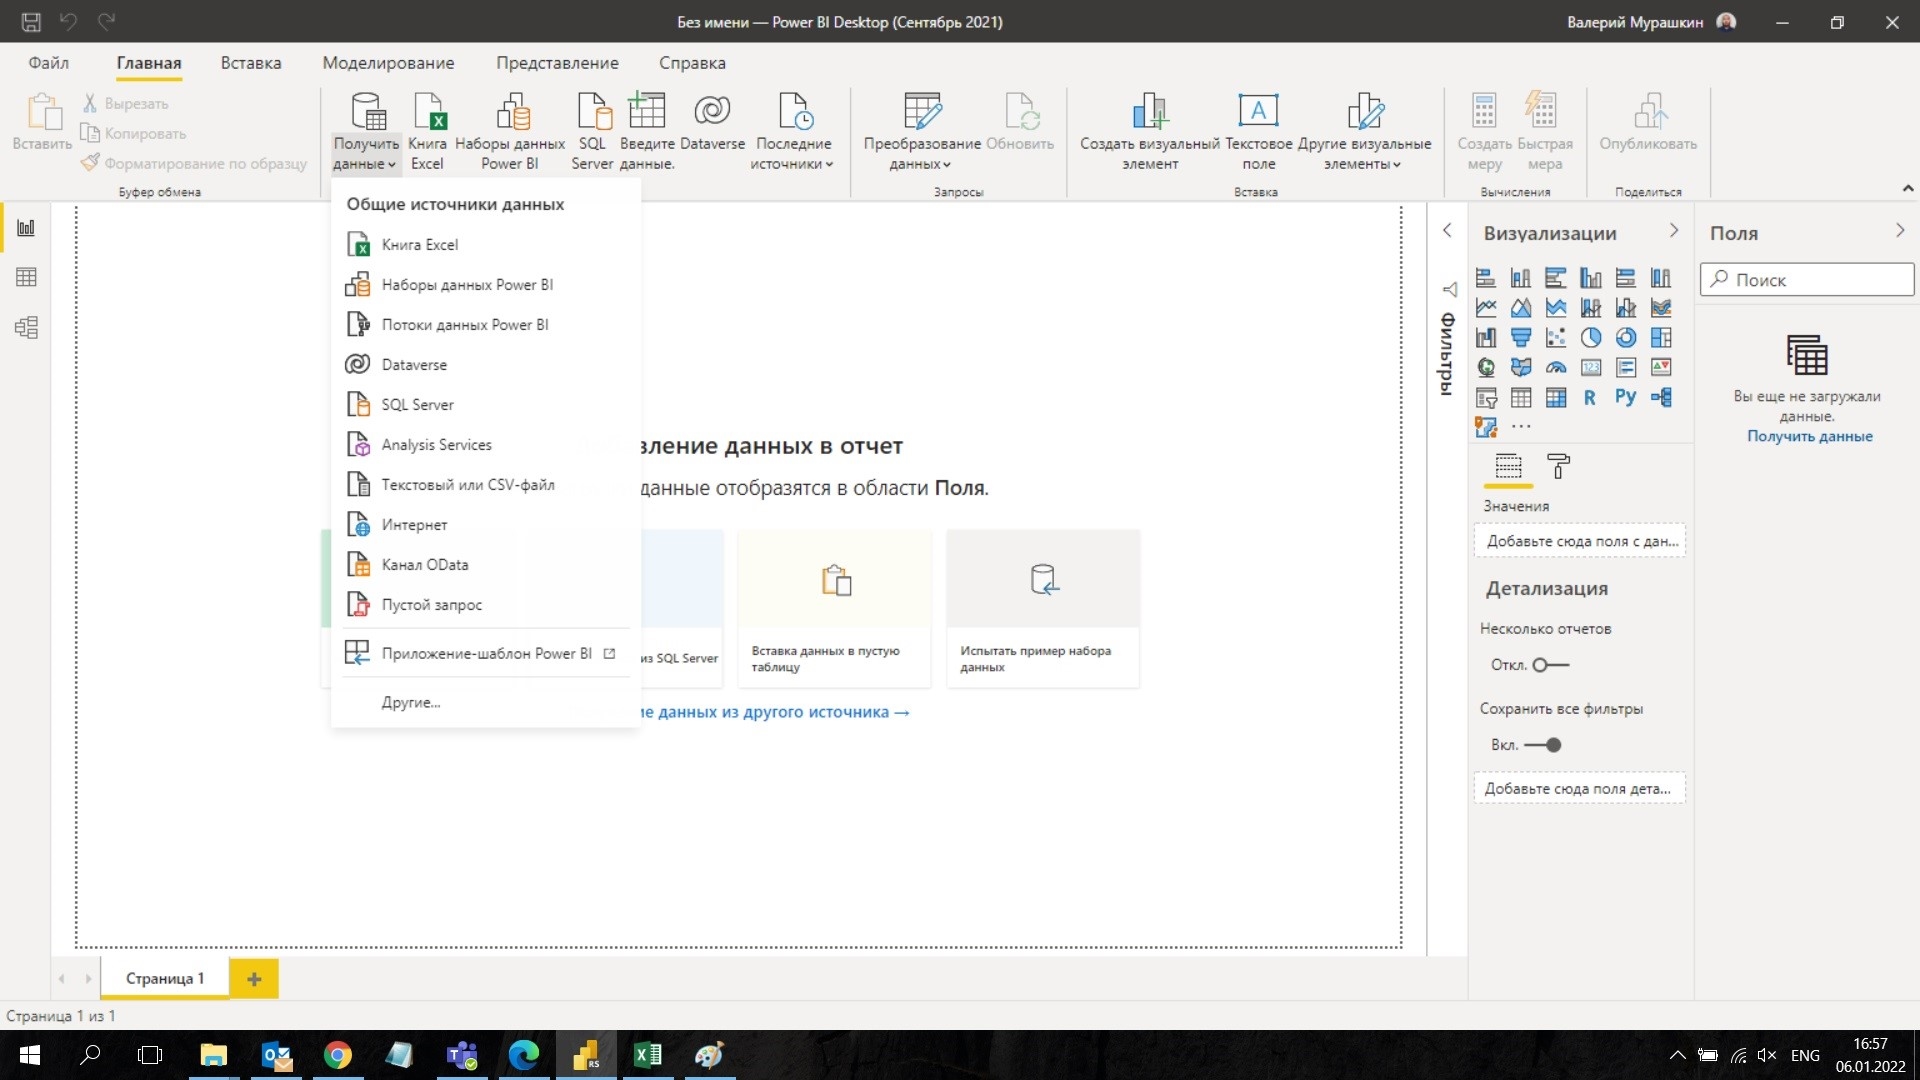 Без имени — Power BI Desktop (Сентябрь 2021)
Валерий Мурашкин
Файл
Главная
Вставка
Моделирование
Представление
Справка
Вставить
Вырезать
Копировать
Форматирование по образцу
Буфер обмена
Получить
данные
Книга
Excel
Наборы данных
Power BI
SQL
Server
Введите
данные.
Dataverse
Последние
источники
Преобразование
данных
Обновить
Запросы
Создать визуальный
элемент
Текстовое
поле
Другие визуальные
элементы
Вставка
Создать
меру
Быстрая
мера
Вычисления
Опубликовать
Поделиться
Общие источники данных
Книга Excel
Наборы данных Power BI
Потоки данных Power BI
Dataverse
SQL Server
Analysis Services
Текстовый или CSV-файл
Интернет
Канал OData
Пустой запрос
Приложение-шаблон Power BI
Другие...
вление данных в отчет
данные отобразятся в области Поля.
из SQL Server
Вставка данных в пустую
таблицу
Испытать пример набора
данных
ие данных из другого источника →
Фильтры
Визуализации
R
Py
123
Значения
Добавьте сюда поля с дан...
Детализация
Несколько отчетов
Откл.
Сохранить все фильтры
Вкл.
Добавьте сюда поля дета...
Поля
Поиск
Вы еще не загружали
данные.
Получить данные
Страница 1
Страница 1 из 1
RS
ENG
16:57
06.01.2022